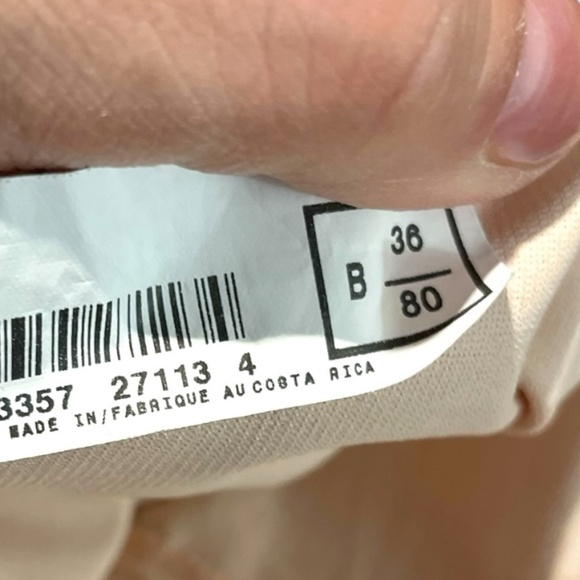 36
B
80
3357 27113 4
MADE IN/FABRIQUE AU COSTA RICA